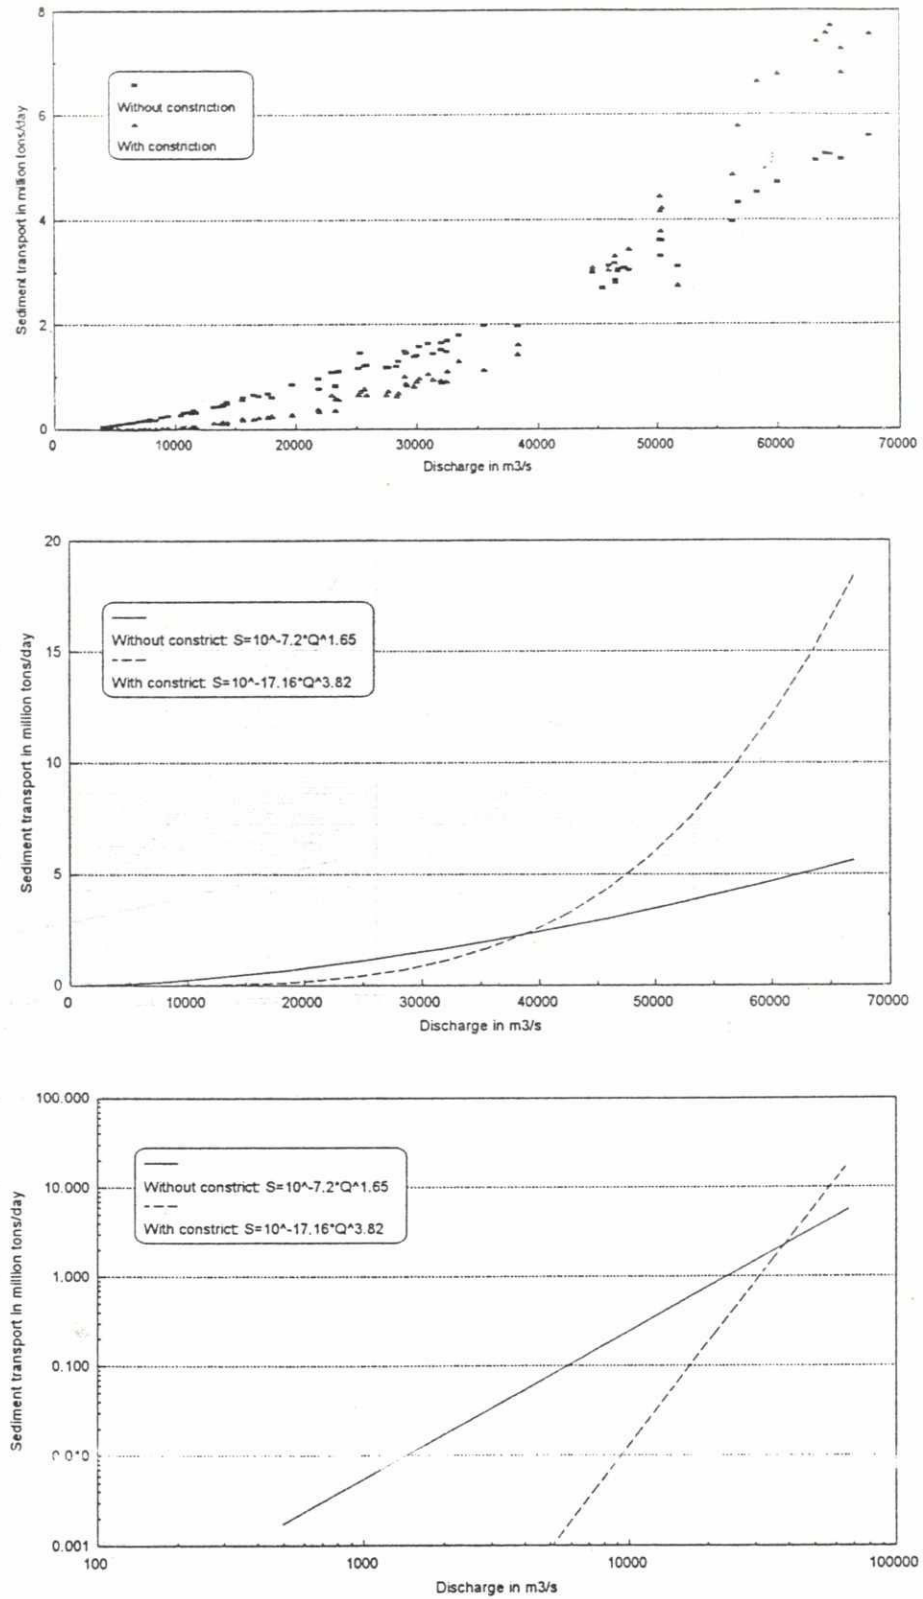 8
6
4
2
0
Sediment transport in million tons/day
Without constriction
With constriction
0 10000 20000 30000 40000 50000 60000 70000
Discharge in m3/s
20
15
10
5
0
Sediment transport in million tons/day
Without constrict: S=10^-7.2*Q^1.65
With constrict: S=10^-17.16*Q^3.82
0 10000 20000 30000 40000 50000 60000 70000
Discharge in m3/s
100.000
10.000
1.000
0.100
0.010
0.001
Sediment transport in million tons/day
Without constrict: S=10^-7.2*Q^1.65
With constrict: S=10^-17.16*Q^3.82
100 1000 10000 100000
Discharge in m3/s